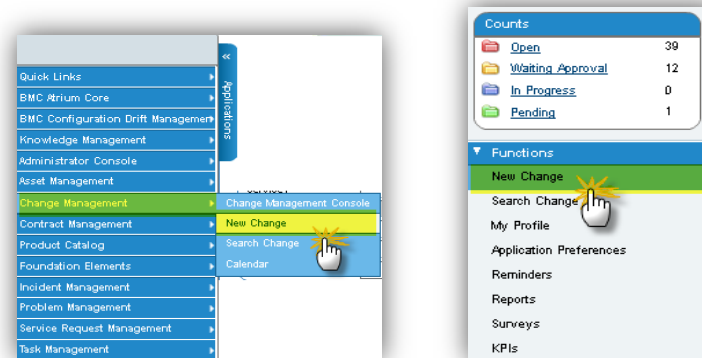 «
Applications
Quick Links
BMC Atrium Core
BMC Configuration Drift Managemen
Knowledge Management
Administrator Console
Asset Management
Change Management
Contract Management
Product Catalog
Foundation Elements
Incident Management
Problem Management
Service Request Management
Task Management
Change Management Console
New Change
Search Change
Calendar
Counts
Open 39
Waiting Approval 12
In Progress 0
Pending 1
Functions
New Change
Search Change
My Profile
Application Preferences
Reminders
Reports
Surveys
KPIs